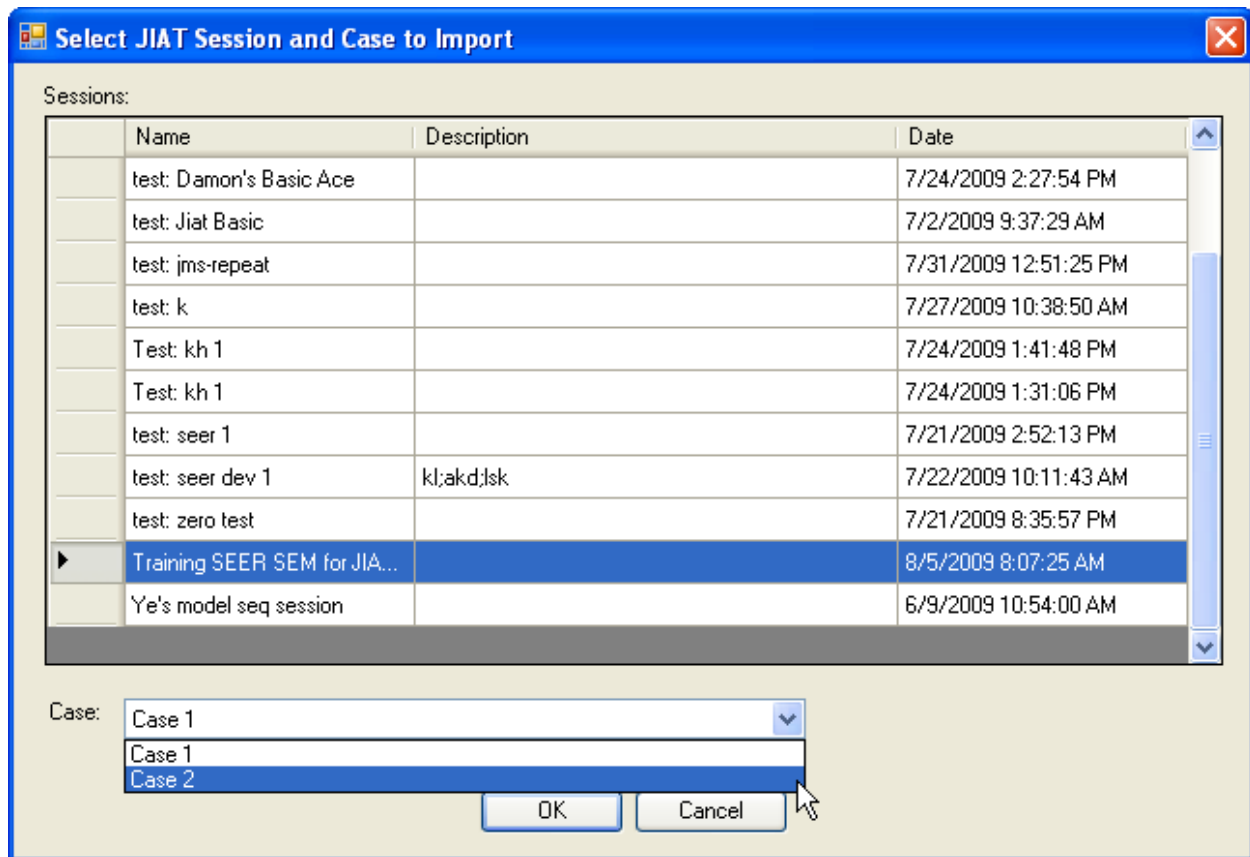 Select JIAT Session and Case to Import
Sessions:
Name Description Date
test: Damon's Basic Ace 7/24/2009 2:27:54 PM
test: Jiat Basic 7/2/2009 9:37:29 AM
test: jms-repeat 7/31/2009 12:51:25 PM
test: k 7/27/2009 10:38:50 AM
Test: kh 1 7/24/2009 1:41:48 PM
Test: kh 1 7/24/2009 1:31:06 PM
test: seer 1 7/21/2009 2:52:13 PM
test: seer dev 1 kl;akd;lsk 7/22/2009 10:11:43 AM
test: zero test 7/21/2009 8:35:57 PM
Training SEER SEM for JIA... 8/5/2009 8:07:25 AM
Ye's model seq session 6/9/2009 10:54:00 AM
Case: Case 1
Case 1
Case 2
OK Cancel